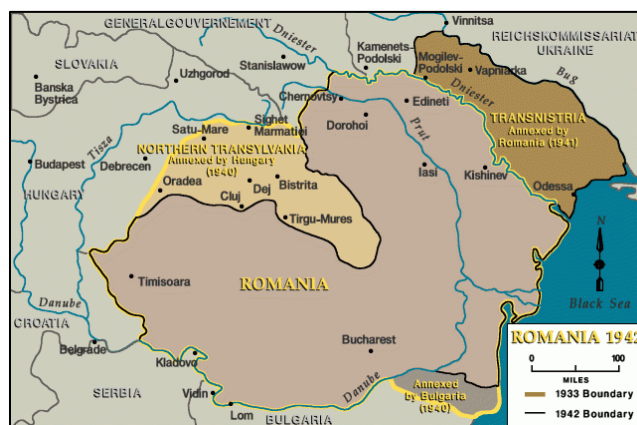 GENERALGOUVERNEMENT
Vinnitsa
REICHSKOMMISSARIAT
UKRAINE
Dniester
Kamenets-
Podolski
Mogilev-
Podolski
Vapniarka
Bug
SLOVAKIA
Stanislawow
Uzhgorod
Banska
Bystrica
Chernovtsy
Edineti
Dniester
TRANSNISTRIA
Annexed by
Romania (1941)
Sighet
Marmatiei
Dorohoi
Prut
Satu-Mare
Tisza
NORTHERN TRANSYLVANIA
Annexed by Hungary
(1940)
Budapest
Debrecen
Iasi
Kishinev
Odessa
HUNGARY
Oradea
Dej
Bistrita
Cluj
Tirgu-Mures
N
Timisoara
ROMANIA
Black Sea
Danube
CROATIA
Belgrade
Bucharest
Kladovo
SERBIA
Vidin
Lom
BULGARIA
Danube
Annexed
by Bulgaria
(1940)
ROMANIA 1942
0 100
MILES
1933 Boundary
1942 Boundary